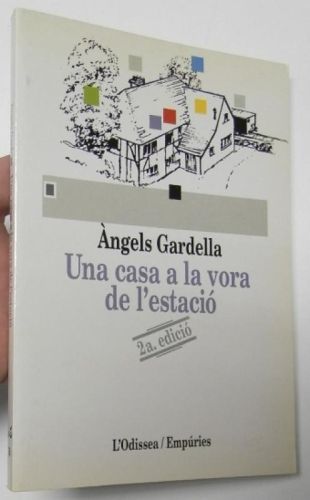 Àngels Gardella
Una casa a la vora
de l'estació
2a. edició
L'Odissea / Empúries